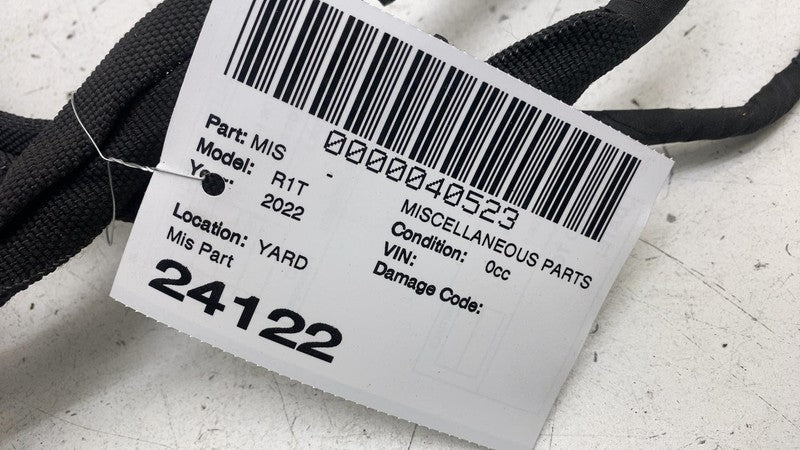 0000040523
Part: MIS - MISCELLANEOUS PARTS
Model: R1T
Condition: 0cc
Year: 2022
VIN:
Damage Code:
Location: YARD
Mis Part
24122